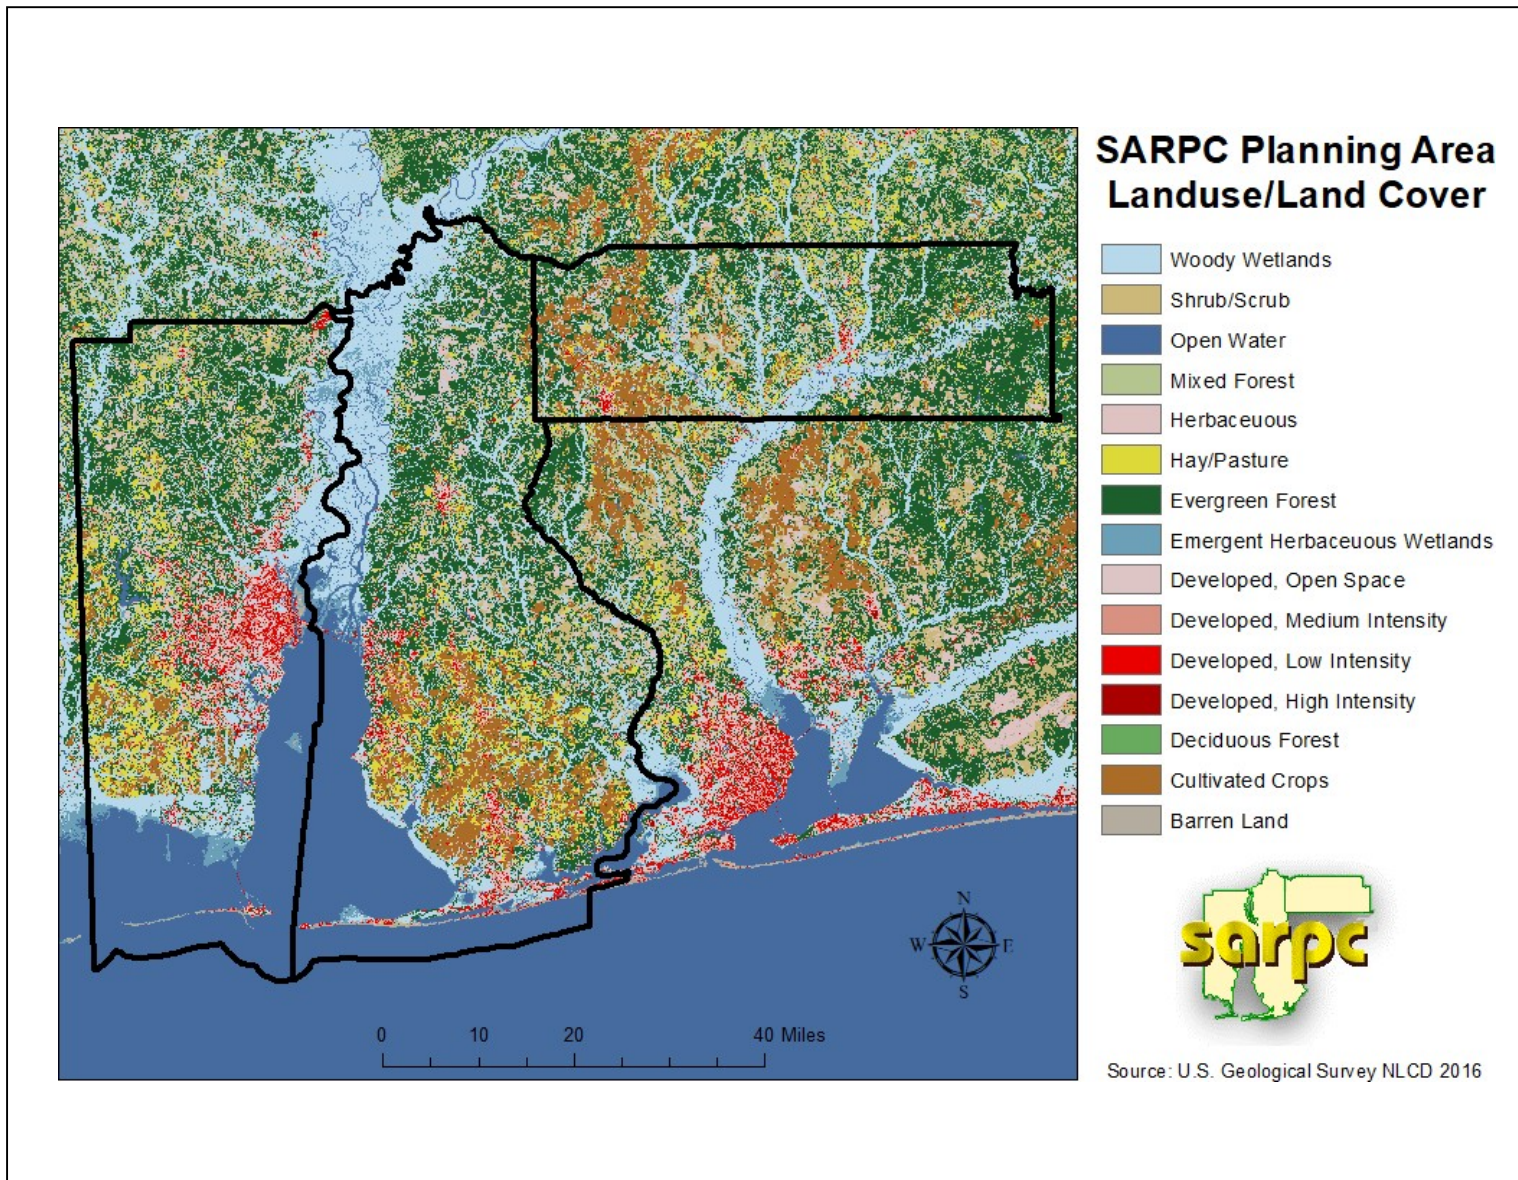 SARPC Planning Area
Landuse/Land Cover
Woody Wetlands
Shrub/Scrub
Open Water
Mixed Forest
Herbaceuous
Hay/Pasture
Evergreen Forest
Emergent Herbaceuous Wetlands
Developed, Open Space
Developed, Medium Intensity
Developed, Low Intensity
Developed, High Intensity
Deciduous Forest
Cultivated Crops
Barren Land
N
W E
S
0 10 20 40 Miles
sarpc
Source: U.S. Geological Survey NLCD 2016